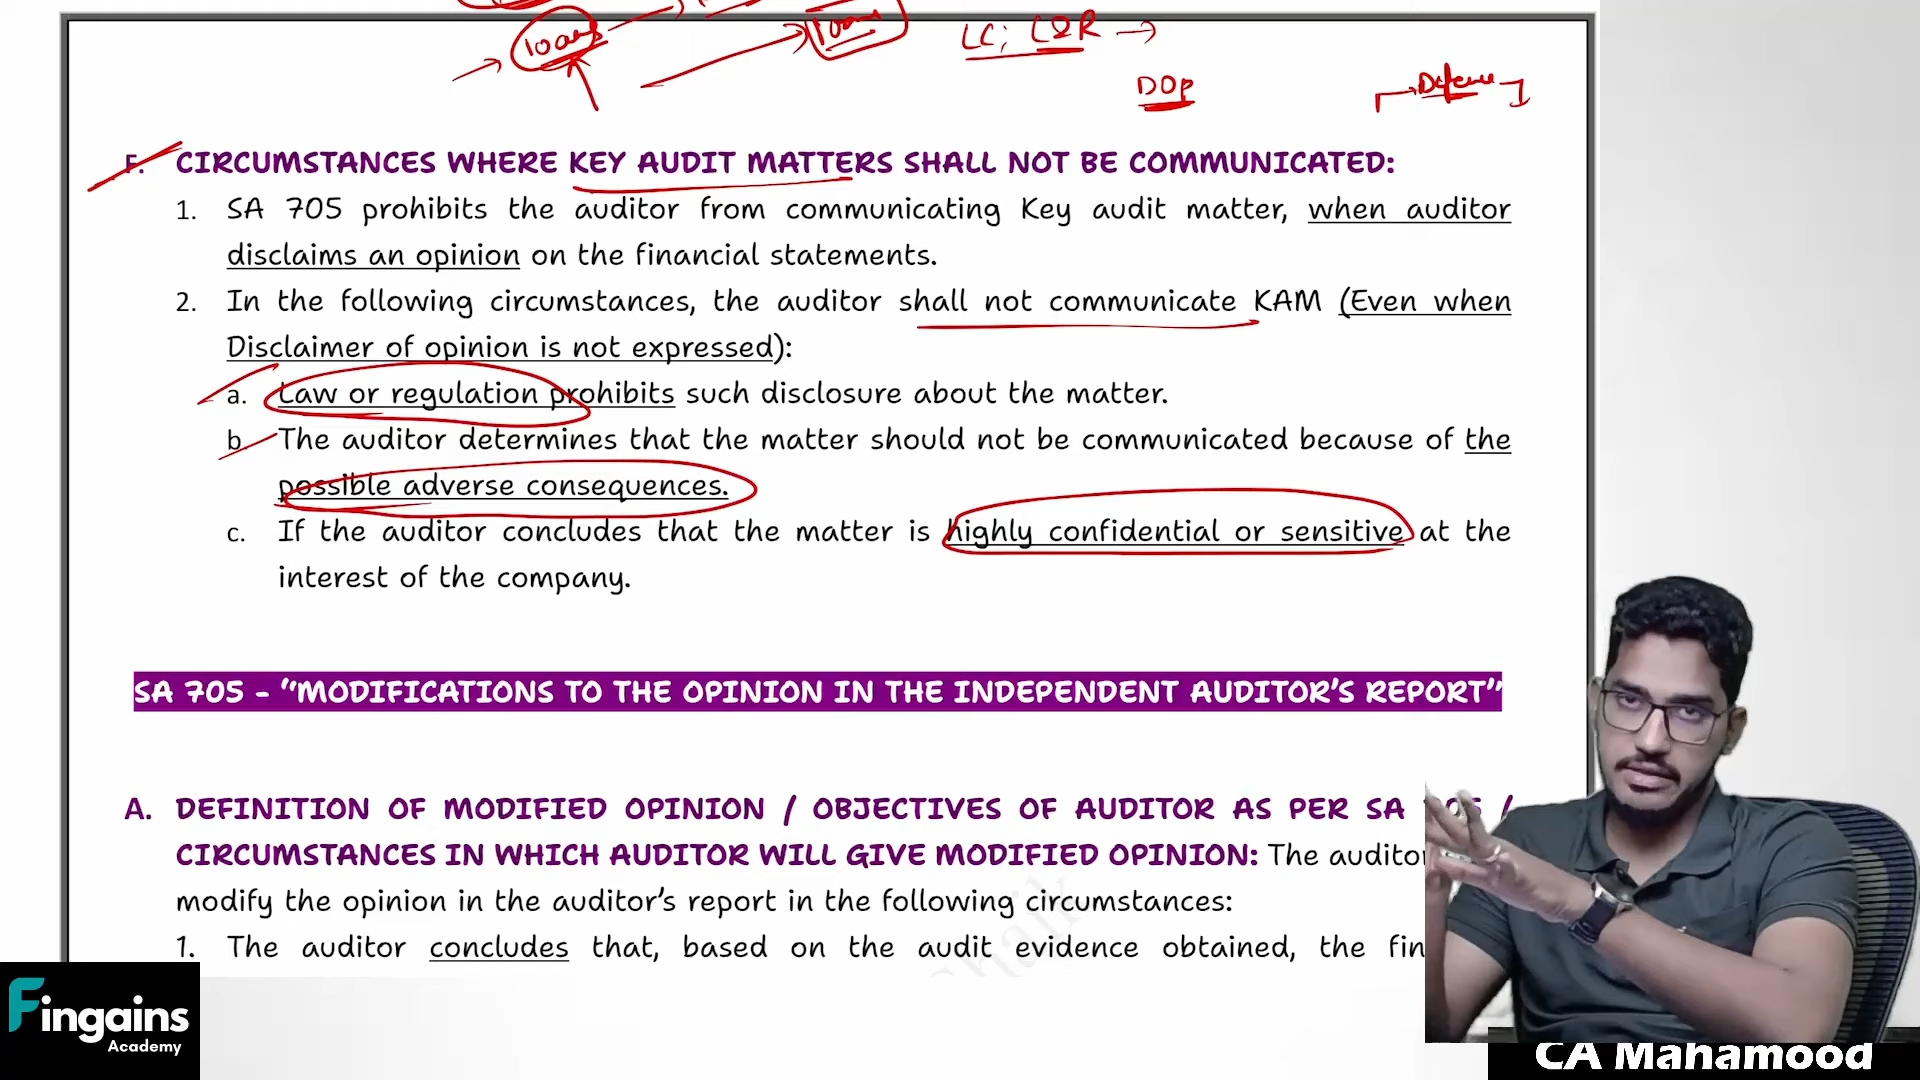 loans
loans
LC; C&R
DOP
Defence
F. CIRCUMSTANCES WHERE KEY AUDIT MATTERS SHALL NOT BE COMMUNICATED:
1. SA 705 prohibits the auditor from communicating Key audit matter, when auditor
disclaims an opinion on the financial statements.
2. In the following circumstances, the auditor shall not communicate KAM (Even when
Disclaimer of opinion is not expressed):
a. Law or regulation prohibits such disclosure about the matter.
b. The auditor determines that the matter should not be communicated because of the
possible adverse consequences.
c. If the auditor concludes that the matter is highly confidential or sensitive at the
interest of the company.
SA 705 - “MODIFICATIONS TO THE OPINION IN THE INDEPENDENT AUDITOR’S REPORT”
A. DEFINITION OF MODIFIED OPINION / OBJECTIVES OF AUDITOR AS PER SA /
CIRCUMSTANCES IN WHICH AUDITOR WILL GIVE MODIFIED OPINION: The
modify the opinion in the auditor’s report in the following circumstances:
1. The auditor concludes that, based on the audit evidence obtained, the
Fingains
Academy
CA Mahamood